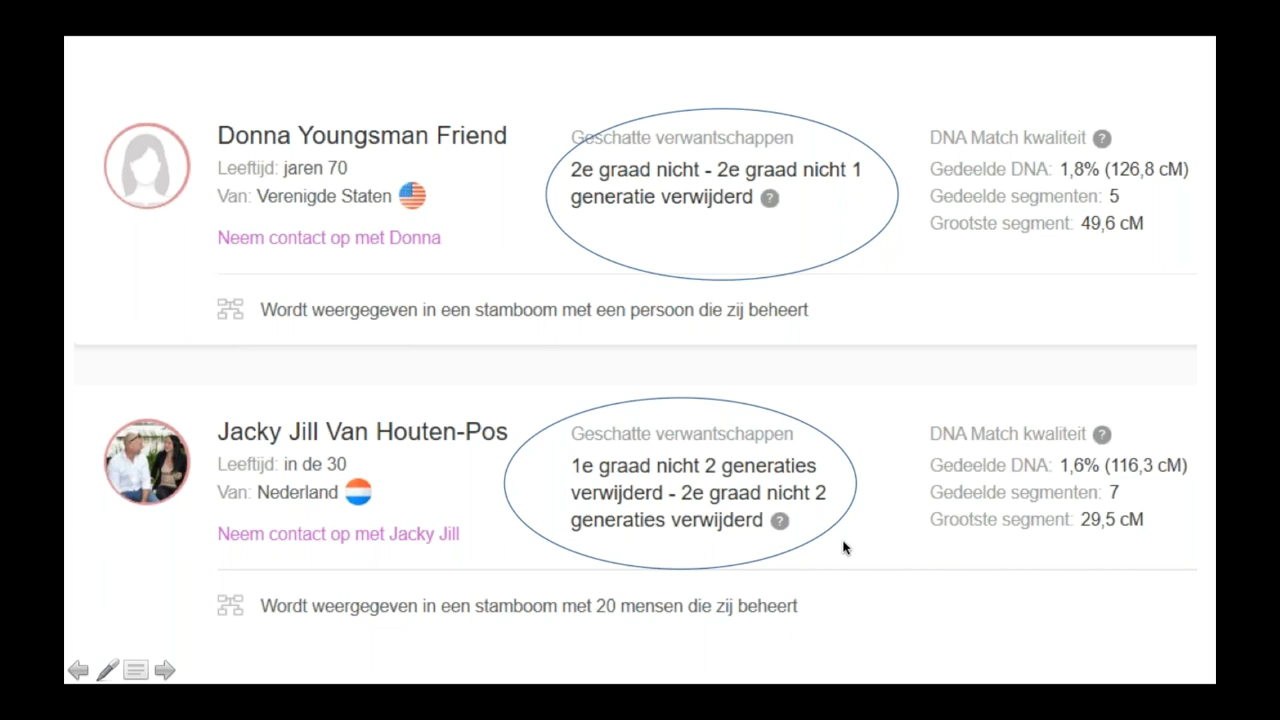 Donna Youngsman Friend
Leeftijd: jaren 70
Van: Verenigde Staten
Neem contact op met Donna
Geschatte verwantschappen
2e graad nicht - 2e graad nicht 1
generatie verwijderd ?
DNA Match kwaliteit ?
Gedeelde DNA: 1,8% (126,8 cM)
Gedeelde segmenten: 5
Grootste segment: 49,6 cM
Wordt weergegeven in een stamboom met een persoon die zij beheert
Jacky Jill Van Houten-Pos
Leeftijd: in de 30
Van: Nederland
Neem contact op met Jacky Jill
Geschatte verwantschappen
1e graad nicht 2 generaties
verwijderd - 2e graad nicht 2
generaties verwijderd ?
DNA Match kwaliteit ?
Gedeelde DNA: 1,6% (116,3 cM)
Gedeelde segmenten: 7
Grootste segment: 29,5 cM
Wordt weergegeven in een stamboom met 20 mensen die zij beheert